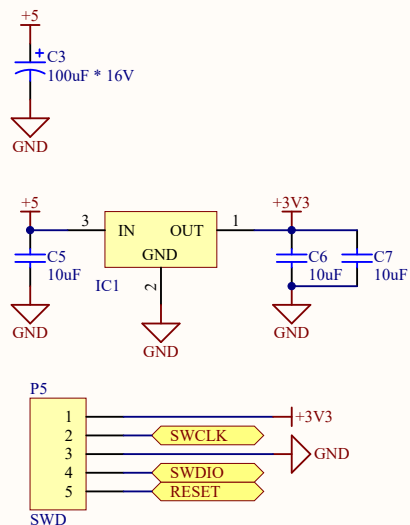 +5
C3
100uF * 16V
GND
+5
3
IN
OUT
1
+3V3
GND
C5
10uF
IC1
2
C6
10uF
C7
10uF
GND
GND
GND
P5
1
+3V3
2
SWCLK
3
GND
4
SWDIO
5
RESET
SWD